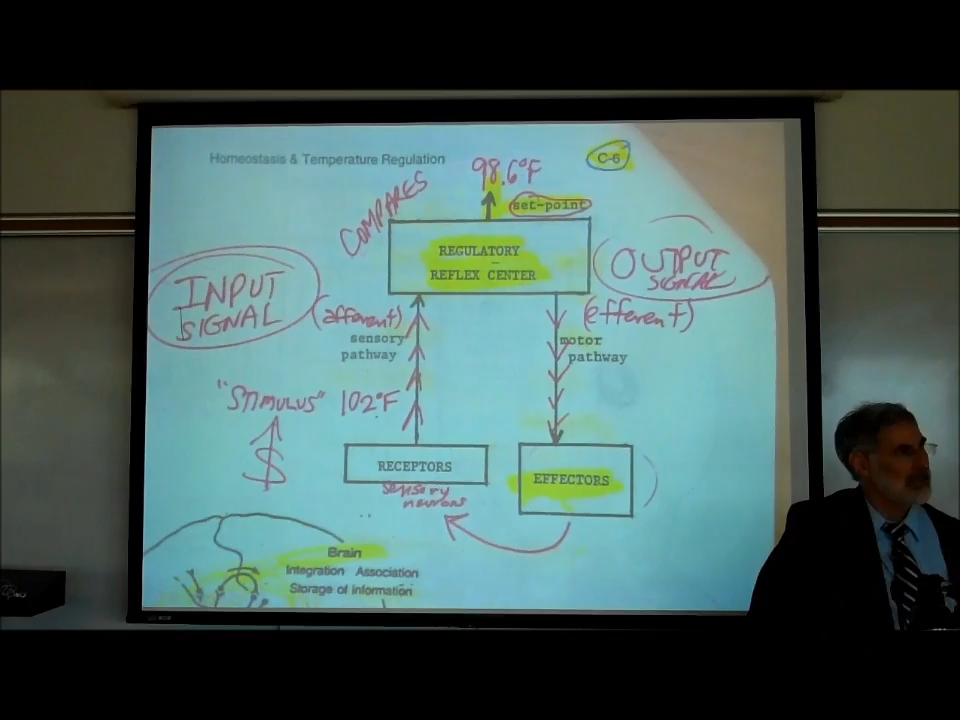 Homeostasis & Temperature Regulation
C-6
98.6°F
set-point
COMPARES
REGULATORY
REFLEX CENTER
INPUT
SIGNAL
OUTPUT
SIGNAL
(afferent)
sensory
pathway
(efferent)
motor
pathway
"STIMULUS" 102°F
$
RECEPTORS
sensory
neurons
EFFECTORS
Brain
Integration Association
Storage of Information